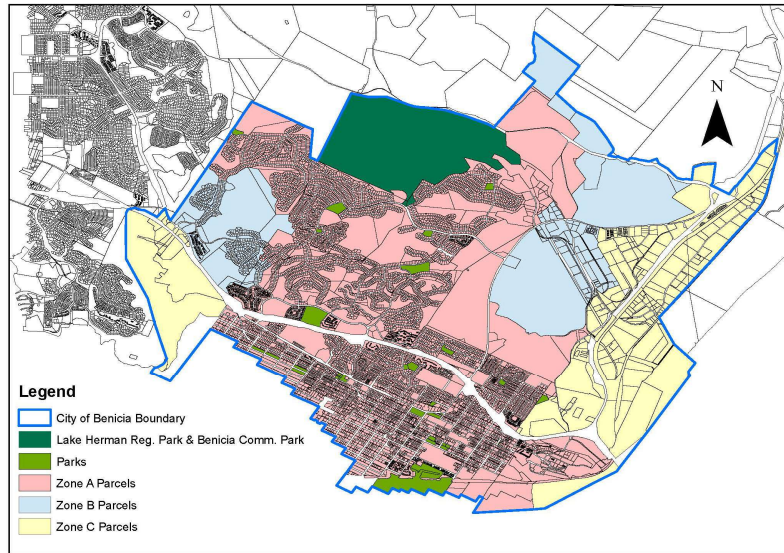 N
Legend
City of Benicia Boundary
Lake Herman Reg. Park & Benicia Comm. Park
Parks
Zone A Parcels
Zone B Parcels
Zone C Parcels